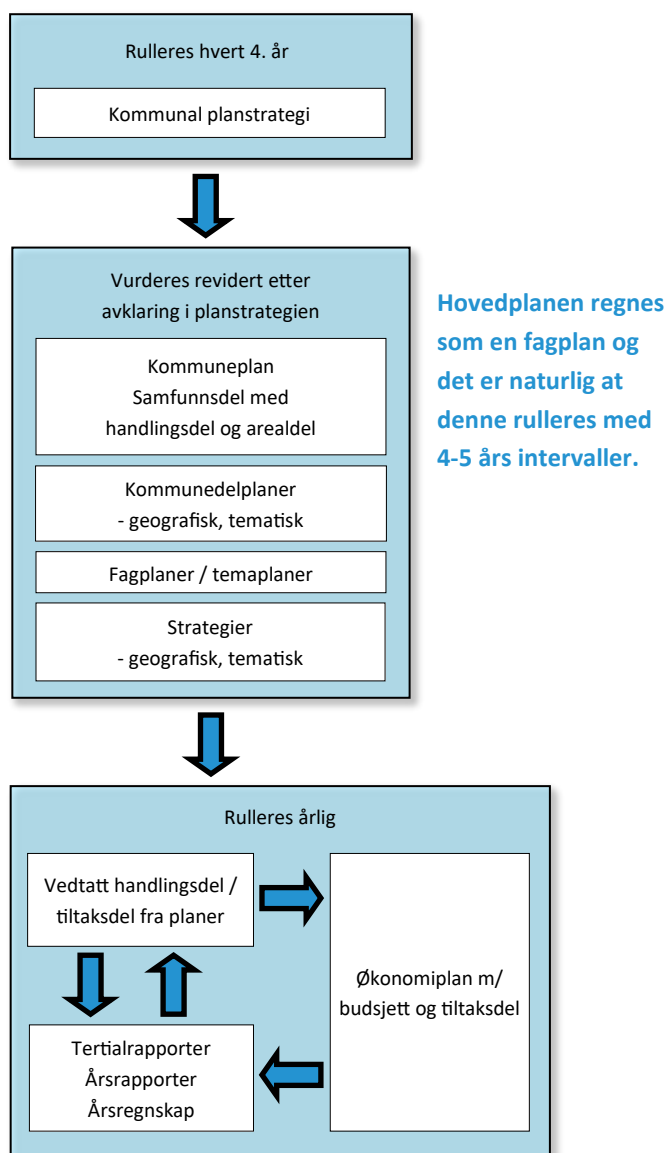 Rulleres hvert 4. år
Kommunal planstrategi
Vurderes revidert etter
avklaring i planstrategien
Kommuneplan
Samfunnsdel med
handlingsdel og arealdel
Kommunedelplaner
- geografisk, tematisk
Fagplaner / temaplaner
Strategier
- geografisk, tematisk
Hovedplanen regnes
som en fagplan og
det er naturlig at
denne rulleres med
4-5 års intervaller.
Rulleres årlig
Vedtatt handlingsdel /
tiltaksdel fra planer
Økonomiplan m/
budsjett og tiltaksdel
Tertialrapporter
Årsrapporter
Årsregnskap